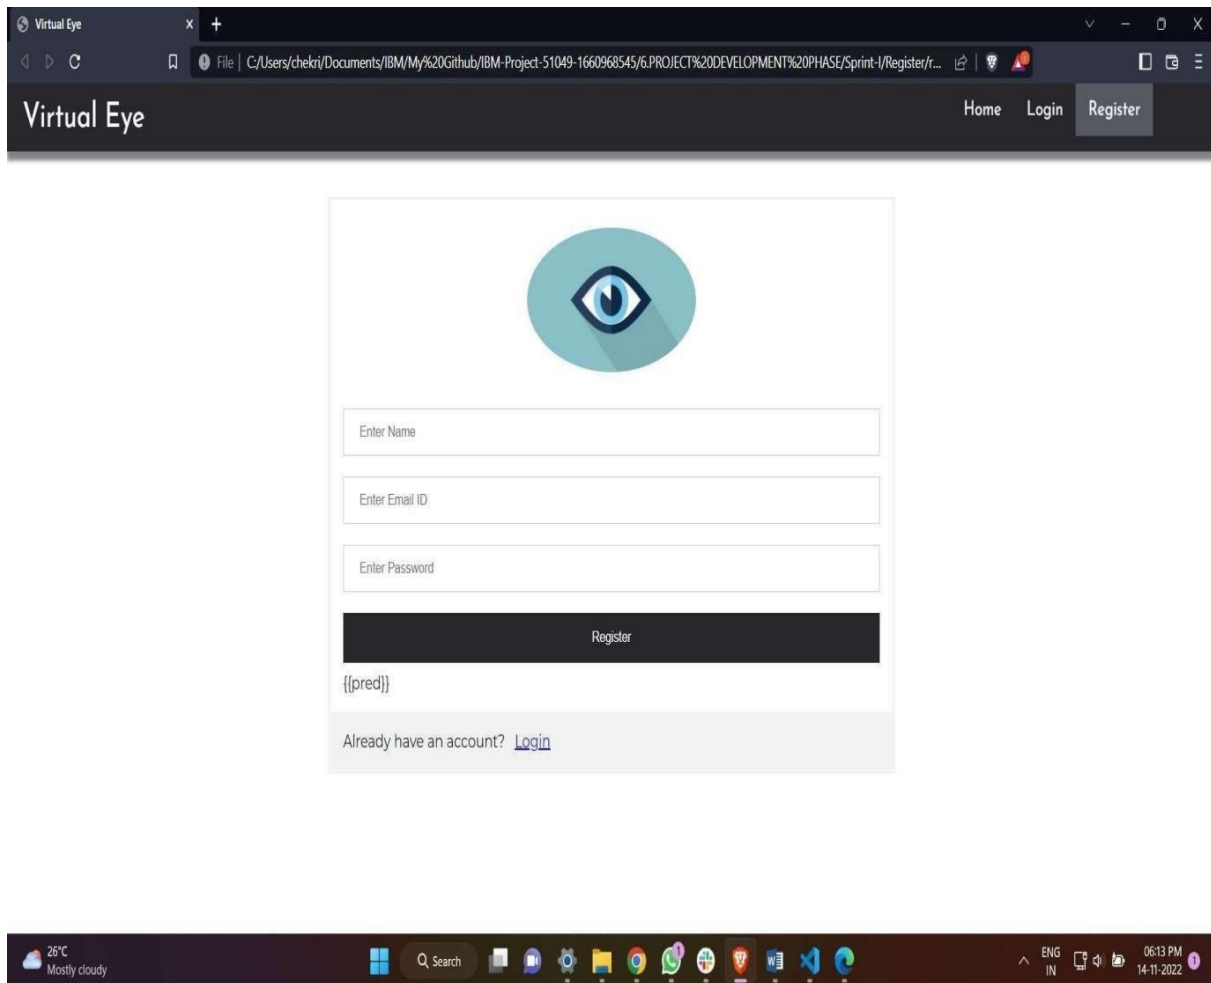 Virtual Eye
File | C:/Users/chekri/Documents/IBM/My%20Github/IBM-Project-51049-1660968545/6.PROJECT%20DEVELOPMENT%20PHASE/Sprint-I/Register/r...
Virtual Eye Home Login Register
Enter Name
Enter Email ID
Enter Password
Register
{{pred}}
Already have an account? Login
26°C
Mostly cloudy
Search
1
ENG
IN
06:13 PM
14-11-2022
1